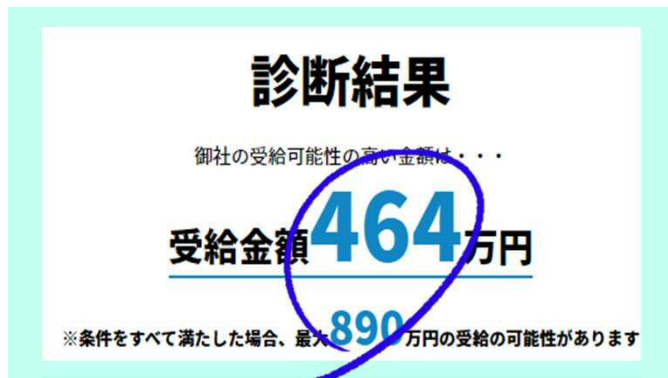 診断結果
御社の受給可能性の高い金額は・・・
受給金額464万円
※条件をすべて満たした場合、最大890万円の受給の可能性があります